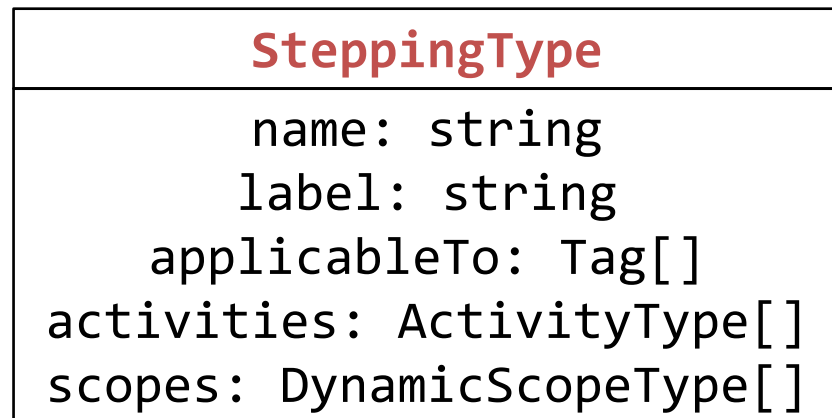 SteppingType
name: string
label: string
applicableTo: Tag[]
activities: ActivityType[]
scopes: DynamicScopeType[]